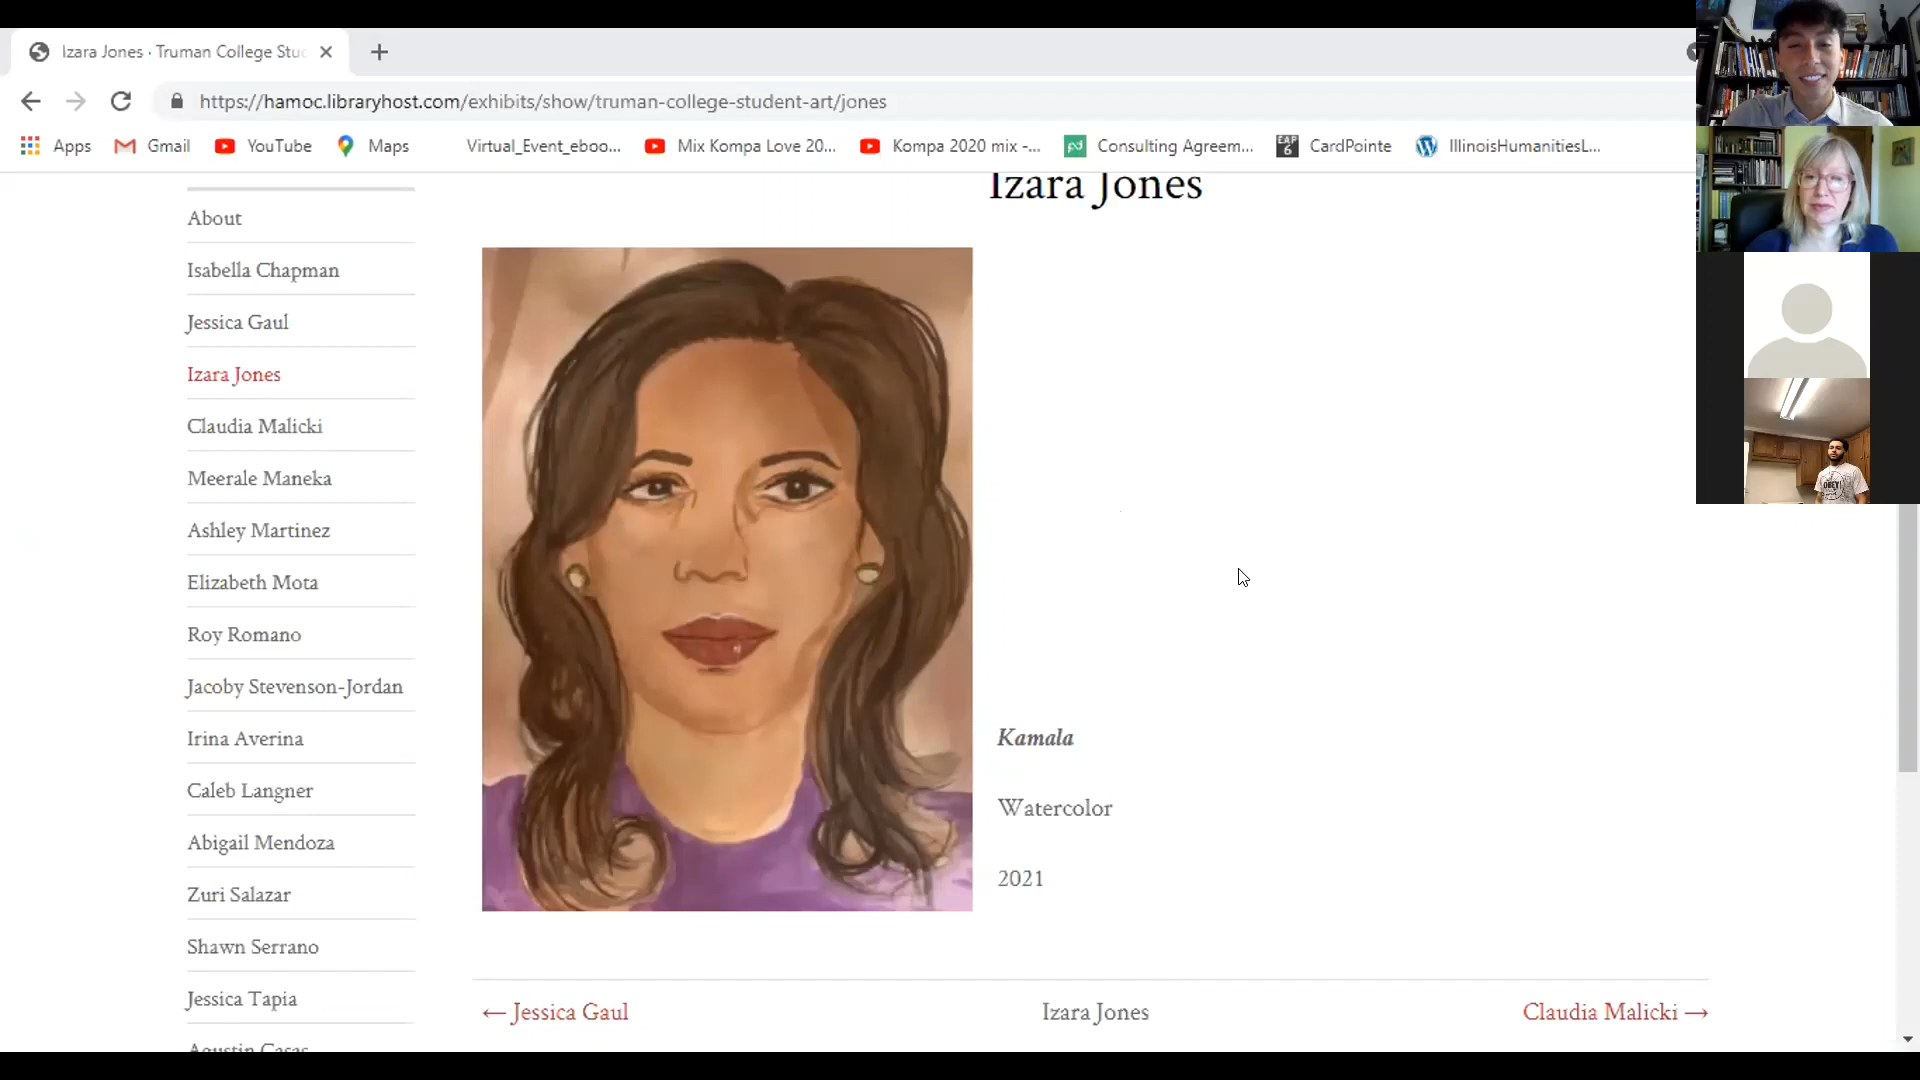 Izara Jones · Truman College Stu
https://hamoc.libraryhost.com/exhibits/show/truman-college-student-art/jones
Apps Gmail YouTube Maps Virtual_Event_eboo... Mix Kompa Love 20... Kompa 2020 mix -... Consulting Agreem... CardPointe IllinoisHumanitiesL...
Izara Jones
About
Isabella Chapman
Jessica Gaul
Izara Jones
Claudia Malicki
Meerale Maneka
Ashley Martinez
Elizabeth Mota
Roy Romano
Jacoby Stevenson-Jordan
Irina Averina
Caleb Langner
Abigail Mendoza
Zuri Salazar
Shawn Serrano
Jessica Tapia
Agustin Casas
Kamala
Watercolor
2021
← Jessica Gaul
Izara Jones
Claudia Malicki →
OBEY